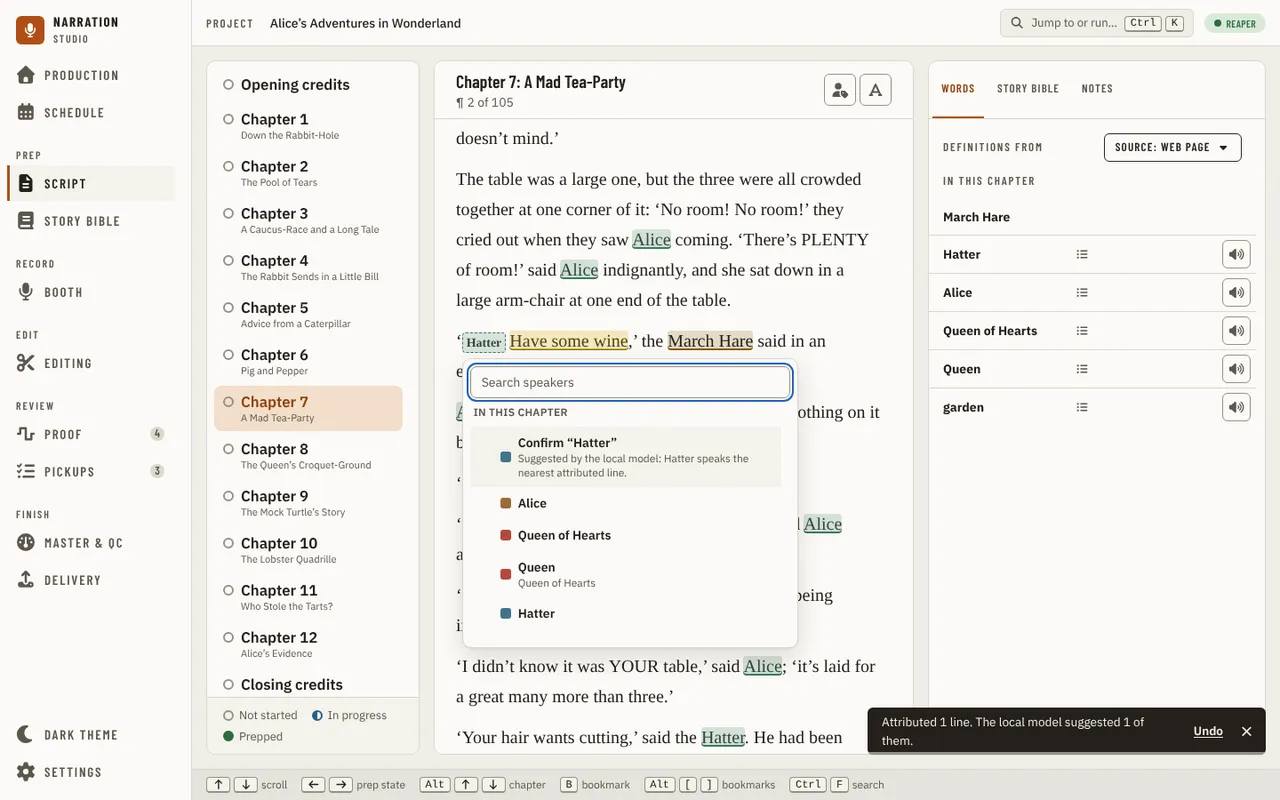 NARRATION
STUDIO
PRODUCTION
SCHEDULE
PREP
SCRIPT
STORY BIBLE
RECORD
BOOTH
EDIT
EDITING
REVIEW
PROOF 4
PICKUPS 3
FINISH
MASTER & QC
DELIVERY
DARK THEME
SETTINGS
PROJECT Alice’s Adventures in Wonderland
Jump to or run… Ctrl K
REAPER
Opening credits
Chapter 1
Down the Rabbit-Hole
Chapter 2
The Pool of Tears
Chapter 3
A Caucus-Race and a Long Tale
Chapter 4
The Rabbit Sends in a Little Bill
Chapter 5
Advice from a Caterpillar
Chapter 6
Pig and Pepper
Chapter 7
A Mad Tea-Party
Chapter 8
The Queen’s Croquet-Ground
Chapter 9
The Mock Turtle’s Story
Chapter 10
The Lobster Quadrille
Chapter 11
Who Stole the Tarts?
Chapter 12
Alice’s Evidence
Closing credits
Not started In progress
Prepped
Chapter 7: A Mad Tea-Party
¶ 2 of 105
A
doesn’t mind.’
The table was a large one, but the three were all crowded
together at one corner of it: ‘No room! No room!’ they
cried out when they saw Alice coming. ‘There’s PLENTY
of room!’ said Alice indignantly, and she sat down in a
large arm-chair at one end of the table.
‘Hatter Have some wine,’ the March Hare said in an
Search speakers
IN THIS CHAPTER
Confirm “Hatter”
Suggested by the local model: Hatter speaks the
nearest attributed line.
Alice
Queen of Hearts
Queen
Queen of Hearts
Hatter
othing on it
Alice
eing
‘I didn’t know it was YOUR table,’ said Alice; ‘it’s laid for
a great many more than three.’
‘Your hair wants cutting,’ said the Hatter. He had been
WORDS STORY BIBLE NOTES
DEFINITIONS FROM SOURCE: WEB PAGE
IN THIS CHAPTER
March Hare
Hatter
Alice
Queen of Hearts
Queen
garden
Attributed 1 line. The local model suggested 1 of
them.
Undo
↑ ↓ scroll ← → prep state Alt ↑ ↓ chapter B bookmark Alt [ ] bookmarks Ctrl F search